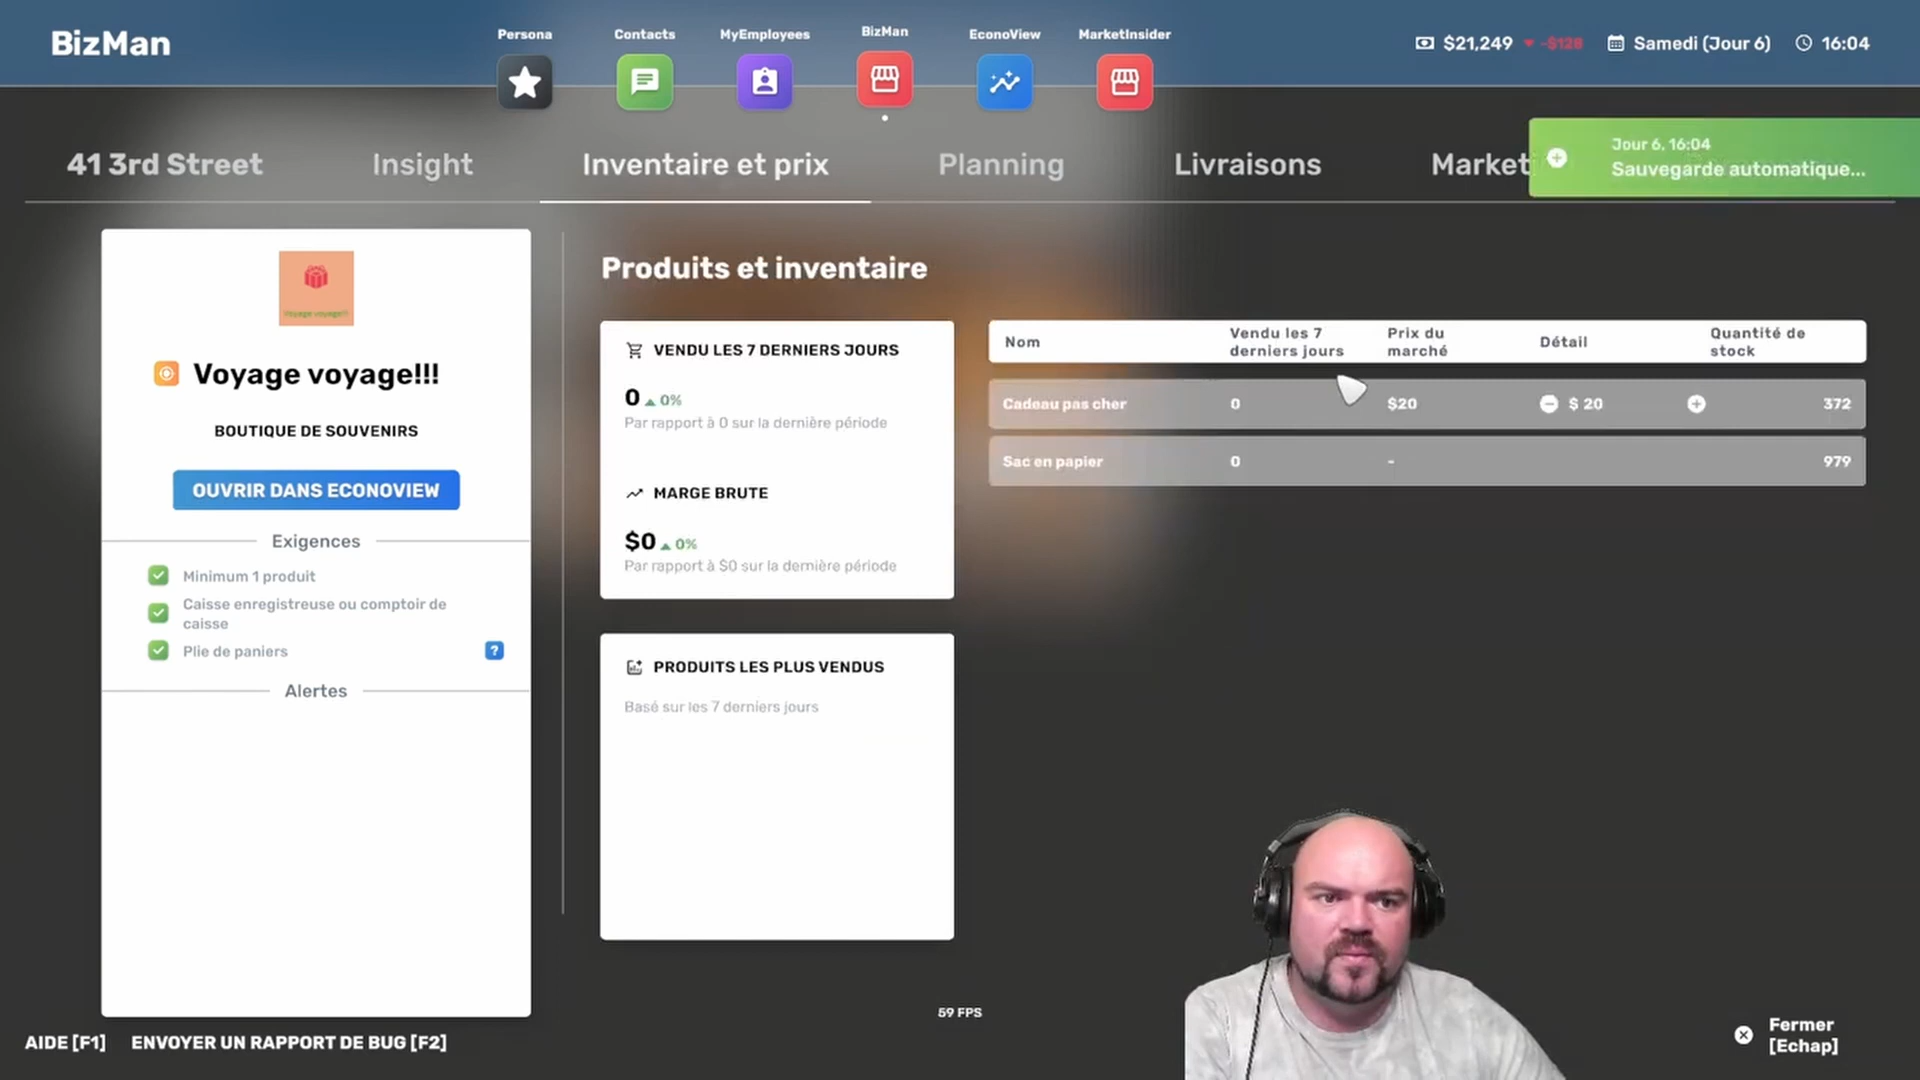 BizMan
Persona
Contacts
MyEmployees
BizMan
EconoView
MarketInsider
$21,249 -$128
Samedi (Jour 6)
16:04
41 3rd Street
Insight
Inventaire et prix
Planning
Livraisons
Marketi
Jour 6, 16:04
Sauvegarde automatique...
Voyage voyage!!!
Voyage voyage!!!
BOUTIQUE DE SOUVENIRS
OUVRIR DANS ECONOVIEW
Exigences
Minimum 1 produit
Caisse enregistreuse ou comptoir de
caisse
Plie de paniers
?
Alertes
Produits et inventaire
VENDU LES 7 DERNIERS JOURS
0 0%
Par rapport à 0 sur la dernière période
MARGE BRUTE
$0 0%
Par rapport à $0 sur la dernière période
PRODUITS LES PLUS VENDUS
Basé sur les 7 derniers jours
Nom
Vendu les 7
derniers jours
Prix du
marché
Détail
Quantité de
stock
Cadeau pas cher 0 $20 $ 20 372
Sac en papier 0 - 979
59 FPS
AIDE [F1]
ENVOYER UN RAPPORT DE BUG [F2]
Fermer
[Echap]